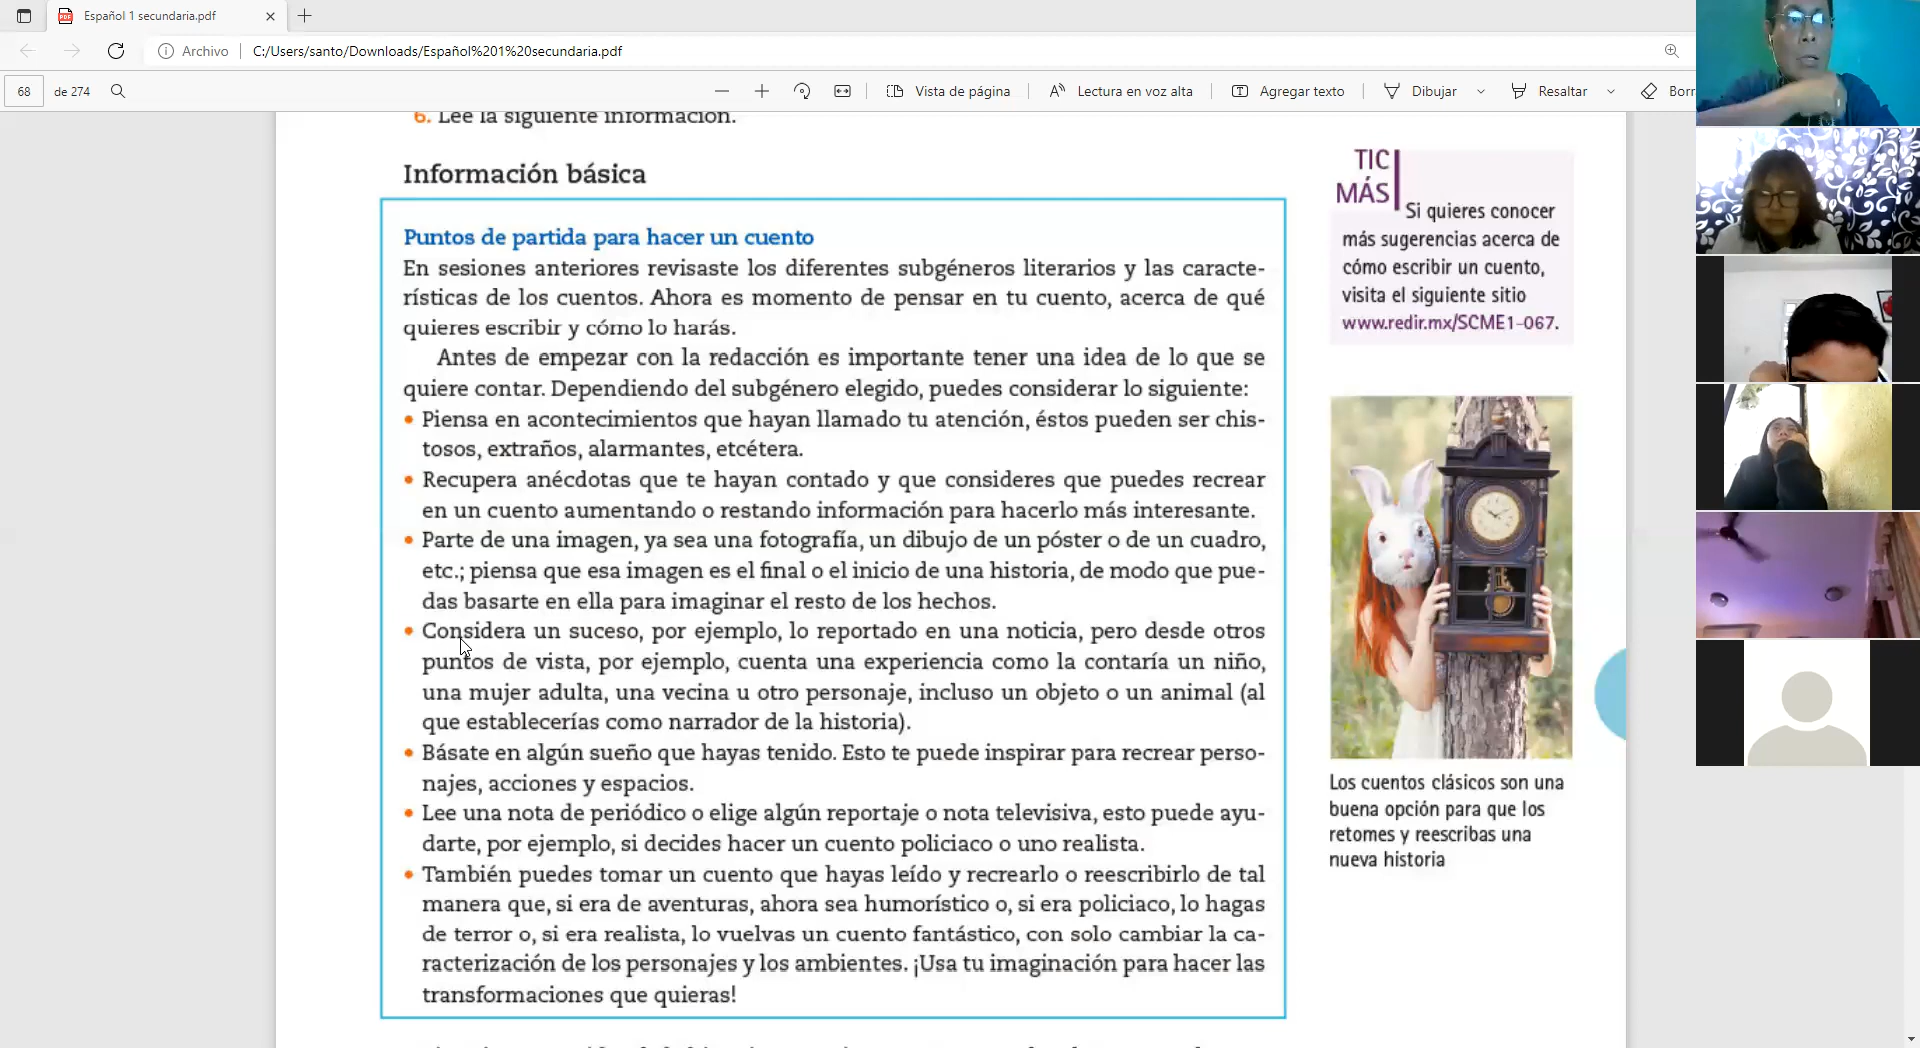 Español 1 secundaria.pdf
Archivo
C:/Users/santo/Downloads/Español%201%20secundaria.pdf
68 de 274
Vista de página
Lectura en voz alta
Agregar texto
Dibujar
Resaltar
Borr
6. Lee la siguiente información.
Información básica
Puntos de partida para hacer un cuento
En sesiones anteriores revisaste los diferentes subgéneros literarios y las caracte-
rísticas de los cuentos. Ahora es momento de pensar en tu cuento, acerca de qué
quieres escribir y cómo lo harás.
Antes de empezar con la redacción es importante tener una idea de lo que se
quiere contar. Dependiendo del subgénero elegido, puedes considerar lo siguiente:
• Piensa en acontecimientos que hayan llamado tu atención, éstos pueden ser chis-
tosos, extraños, alarmantes, etcétera.
• Recupera anécdotas que te hayan contado y que consideres que puedes recrear
en un cuento aumentando o restando información para hacerlo más interesante.
• Parte de una imagen, ya sea una fotografía, un dibujo de un póster o de un cuadro,
etc.; piensa que esa imagen es el final o el inicio de una historia, de modo que pue-
das basarte en ella para imaginar el resto de los hechos.
• Considera un suceso, por ejemplo, lo reportado en una noticia, pero desde otros
puntos de vista, por ejemplo, cuenta una experiencia como la contaría un niño,
una mujer adulta, una vecina u otro personaje, incluso un objeto o un animal (al
que establecerías como narrador de la historia).
• Básate en algún sueño que hayas tenido. Esto te puede inspirar para recrear perso-
najes, acciones y espacios.
• Lee una nota de periódico o elige algún reportaje o nota televisiva, esto puede ayu-
darte, por ejemplo, si decides hacer un cuento policiaco o uno realista.
• También puedes tomar un cuento que hayas leído y recrearlo o reescribirlo de tal
manera que, si era de aventuras, ahora sea humorístico o, si era policiaco, lo hagas
de terror o, si era realista, lo vuelvas un cuento fantástico, con solo cambiar la ca-
racterización de los personajes y los ambientes. ¡Usa tu imaginación para hacer las
transformaciones que quieras!
TIC
MÁS
Si quieres conocer
más sugerencias acerca de
cómo escribir un cuento,
visita el siguiente sitio
www.redir.mx/SCME1-067.
Los cuentos clásicos son una
buena opción para que los
retomes y reescribas una
nueva historia